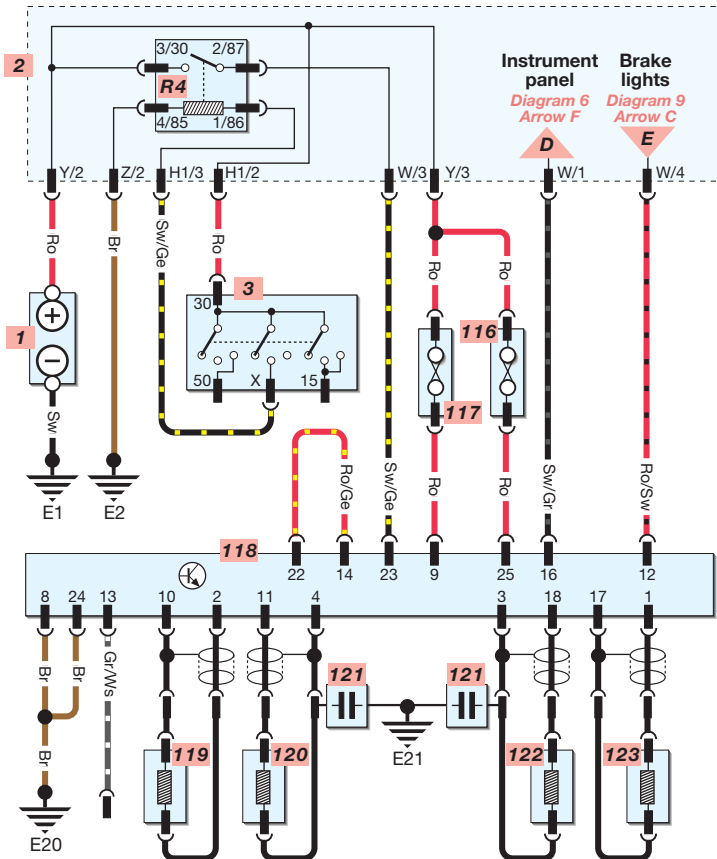 3/30 2/87
2
R4
4/85 1/86
Instrument
panel
Diagram 6
Arrow F
D
Brake
lights
Diagram 9
Arrow C
E
Y/2 Z/2 H1/3 H1/2 W/3 Y/3 W/1 W/4
Ro
Br
Sw/Ge
Ro
Ro
Ro
3
30
50 X 15
1
+
−
Sw
E1 E2
116
117
Ro/Ge
Sw/Ge
Ro
Ro
Sw/Gr
Ro/Sw
118
22 14 23 9 25 16 12
8 24 13 10 2 11 4 3 18 17 1
Br
Br
Gr/Ws
Br
121 121
E21
119 120 122 123
E20